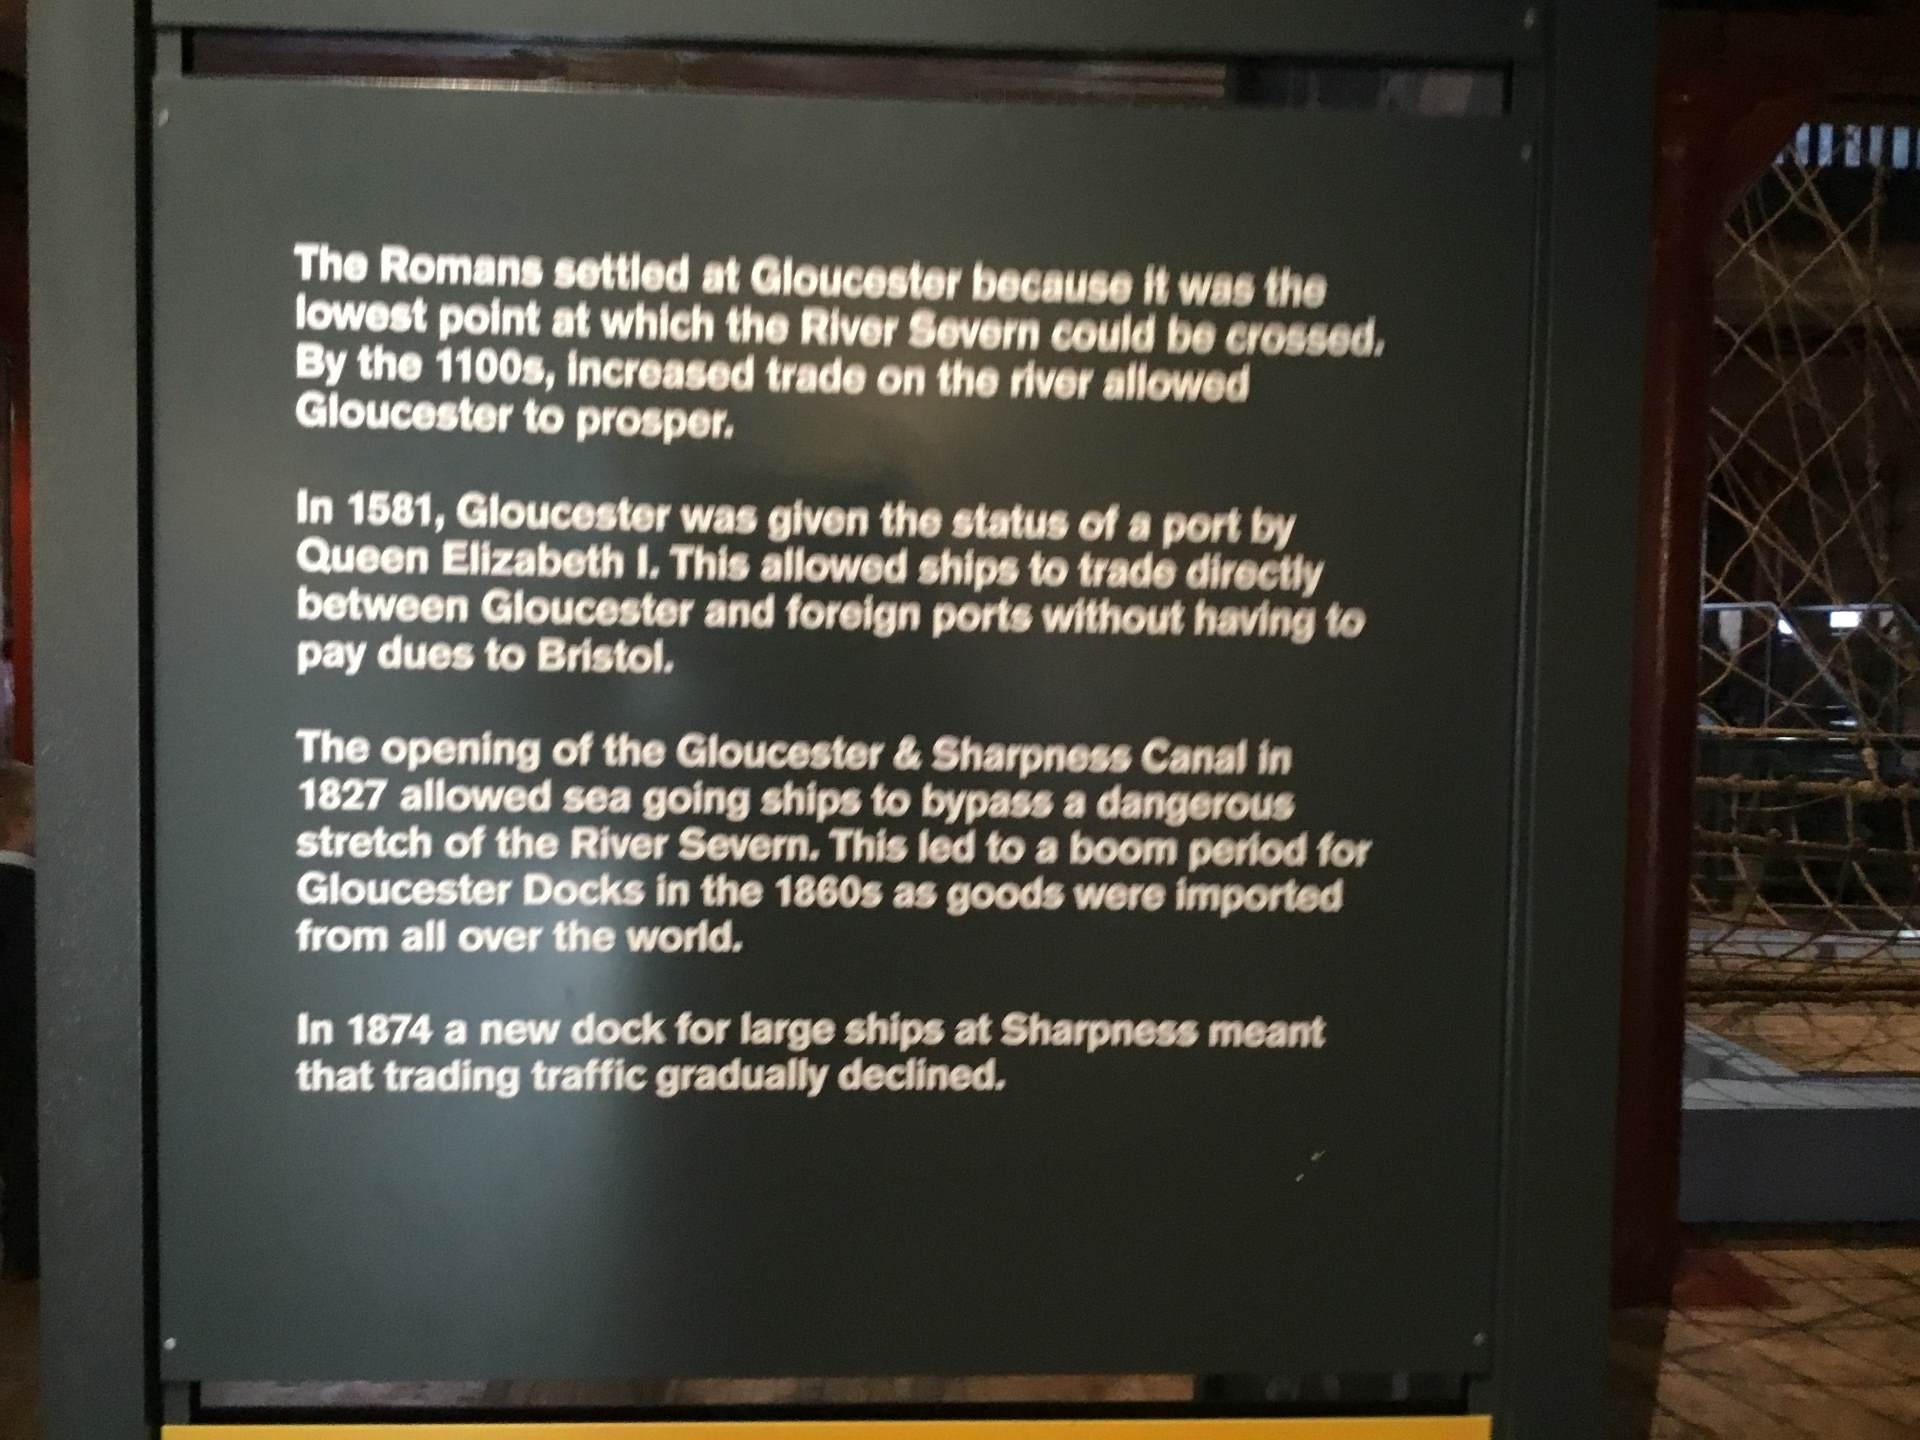 The Romans settled at Gloucester because it was the
lowest point at which the River Severn could be crossed.
By the 1100s, increased trade on the river allowed
Gloucester to prosper.
In 1581, Gloucester was given the status of a port by
Queen Elizabeth I. This allowed ships to trade directly
between Gloucester and foreign ports without having to
pay dues to Bristol.
The opening of the Gloucester & Sharpness Canal in
1827 allowed sea going ships to bypass a dangerous
stretch of the River Severn. This led to a boom period for
Gloucester Docks in the 1860s as goods were imported
from all over the world.
In 1874 a new dock for large ships at Sharpness meant
that trading traffic gradually declined.